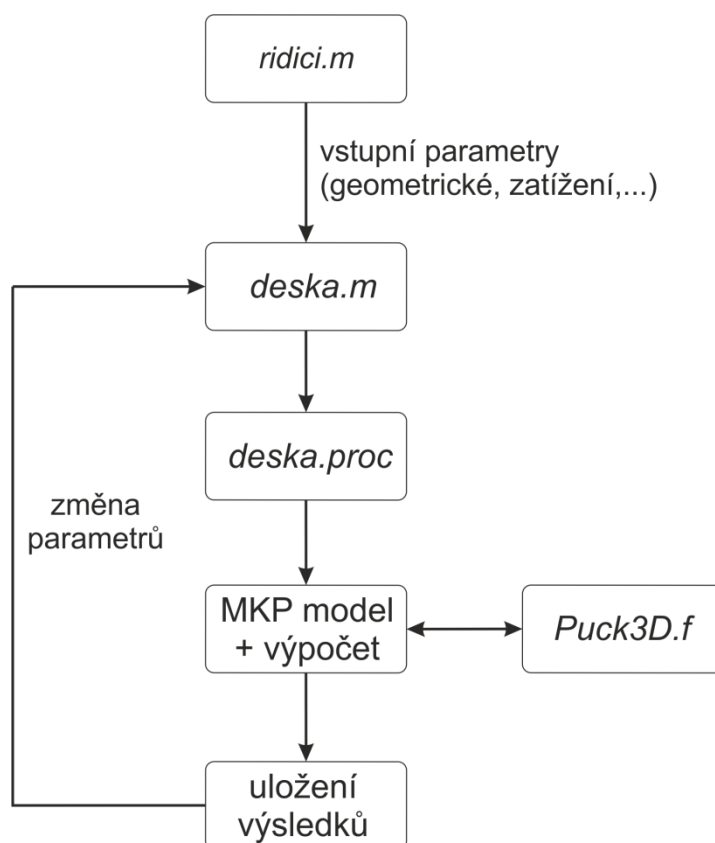 ridici.m
vstupní parametry
(geometrické, zatížení,...)
deska.m
deska.proc
změna
parametrů
MKP model
+ výpočet
Puck3D.f
uložení
výsledků